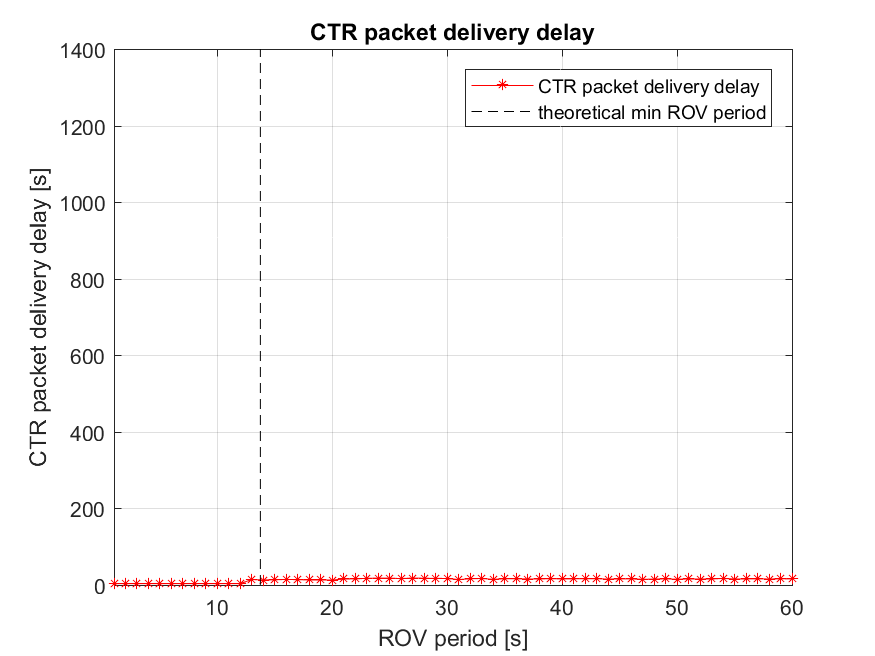 CTR packet delivery delay
1400
1200
1000
800
600
400
200
0
CTR packet delivery delay [s]
CTR packet delivery delay
theoretical min ROV period
10 20 30 40 50 60
ROV period [s]